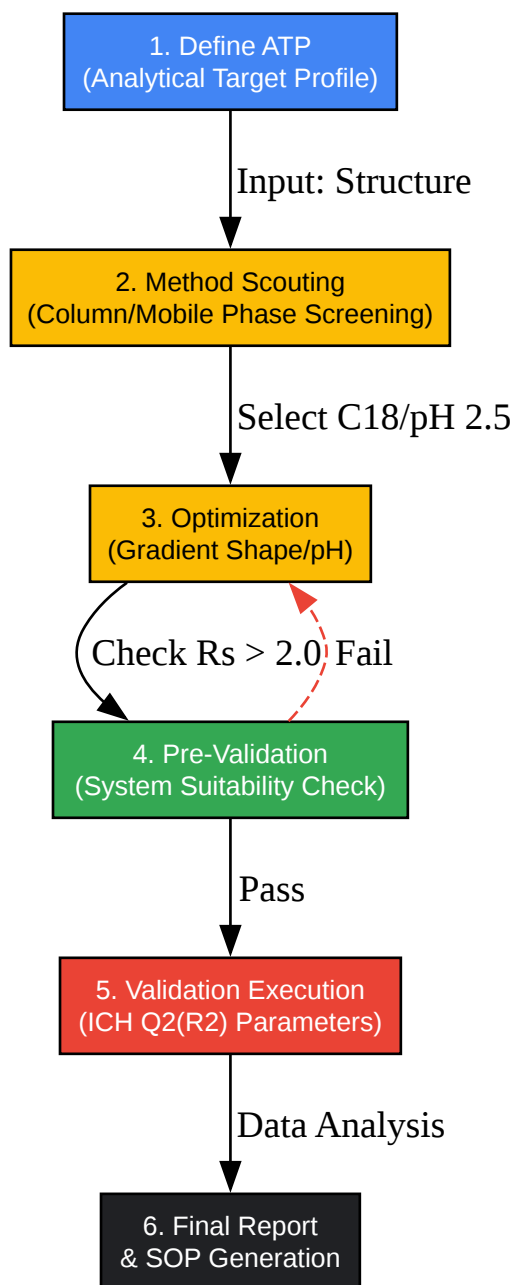 1. Define ATP
(Analytical Target Profile)
Input: Structure
2. Method Scouting
(Column/Mobile Phase Screening)
Select C18/pH 2.5
3. Optimization
(Gradient Shape/pH)
Check Rs > 2.0
Fail
4. Pre-Validation
(System Suitability Check)
Pass
5. Validation Execution
(ICH Q2(R2) Parameters)
Data Analysis
6. Final Report
& SOP Generation